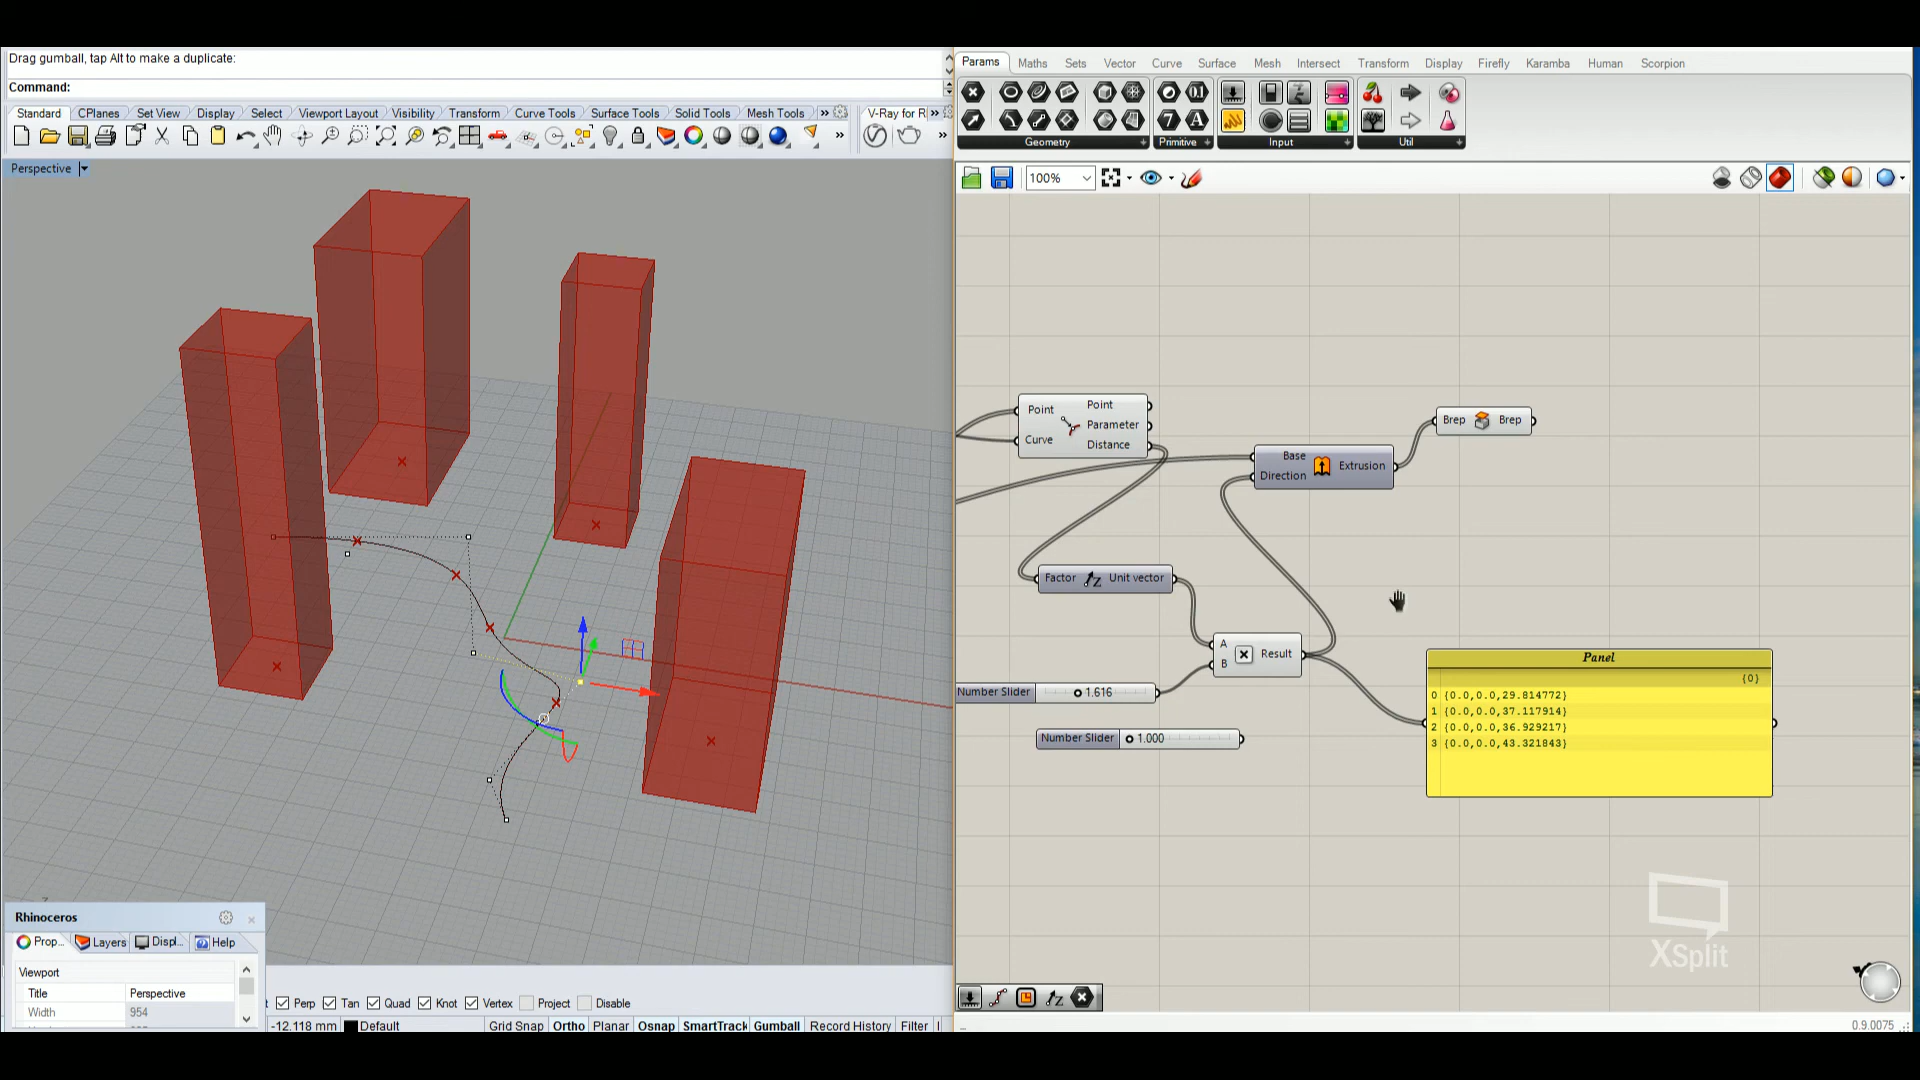 Drag gumball, tap Alt to make a duplicate:
Command:
Standard CPlanes Set View Display Select Viewport Layout Visibility Transform Curve Tools Surface Tools Solid Tools Mesh Tools » V-Ray for R »
Perspective
Rhinoceros
Prop... Layers Displ... Help
Viewport
Title Perspective
Width 954
Perp Tan Quad Knot Vertex Project Disable
-12.118 mm Default Grid Snap Ortho Planar Osnap SmartTrack Gumball Record History Filter
Params Maths Sets Vector Curve Surface Mesh Intersect Transform Display Firefly Karamba Human Scorpion
Geometry Primitive Input Util
100%
Point Point
Parameter
Curve
Distance
Brep Brep
Base
Direction
Extrusion
Factor Unit vector
A
B
Result
Number Slider 1.616
Number Slider 1.000
Panel
{0}
0 {0.0,0.0,29.814772}
1 {0.0,0.0,37.117914}
2 {0.0,0.0,36.929217}
3 {0.0,0.0,43.321843}
XSplit
0.9.0075